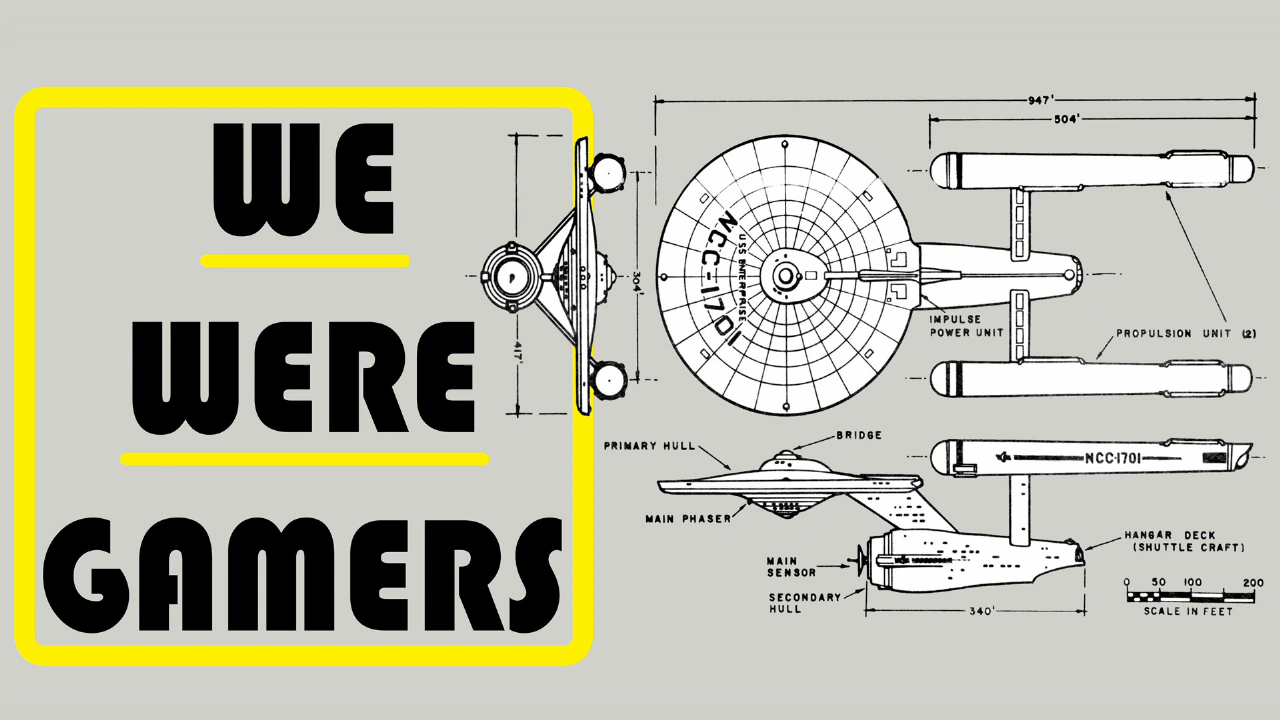 WE
WERE
GAMERS
417'
304'
947'
504'
NCC-1701
USS ENTERPRISE
IMPULSE
POWER UNIT
PROPULSION UNIT (2)
PRIMARY HULL
BRIDGE
NCC-1701
MAIN PHASER
MAIN
SENSOR
SECONDARY
HULL
HANGAR DECK
(SHUTTLE CRAFT)
340'
0 50 100 200
SCALE IN FEET